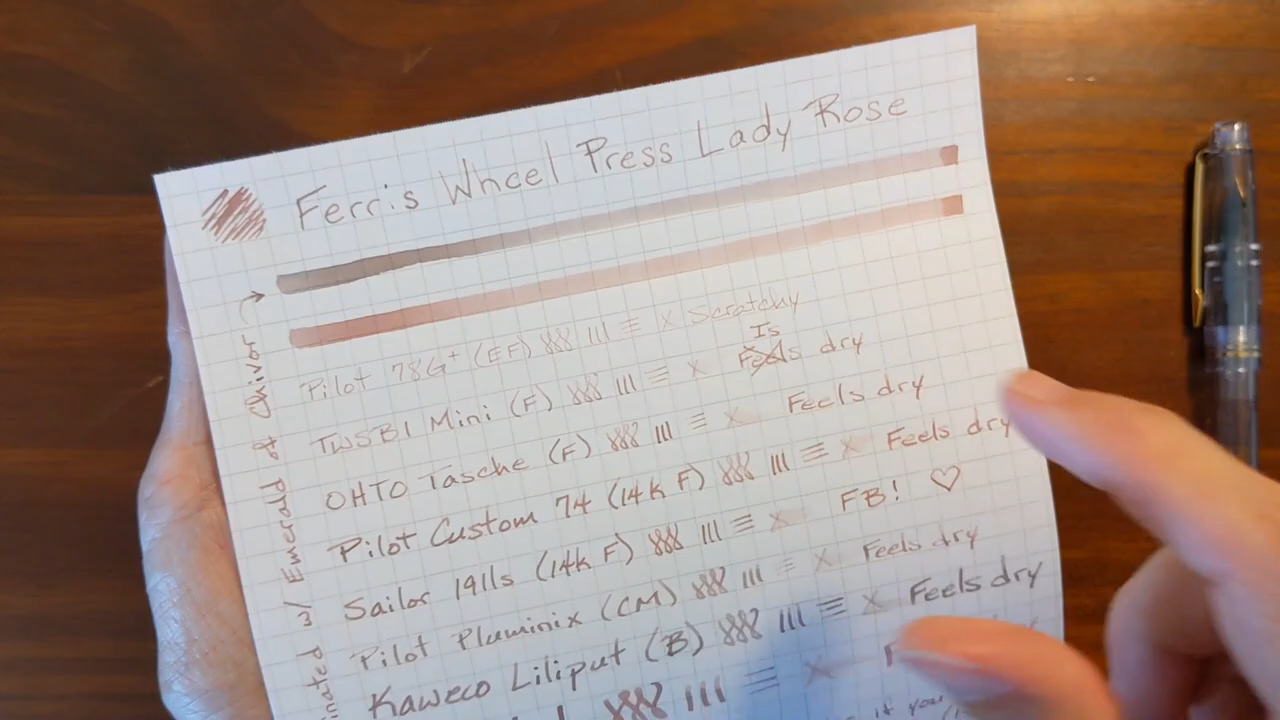 Ferris Wheel Press Lady Rose
Pilot 78G+ (EF) ||| ≡ X Scratchy
Is
TWSBI Mini (F) ||| ≡ X Feels dry
OHTO Tasche (F) ||| ≡ X Feels dry
Pilot Custom 74 (14k F) ||| ≡ X Feels dry
Sailor 1911s (14k F) ||| ≡ X FB! ♡
Pilot Pluminix (CM) ||| ≡ X Feels dry
Kaweco Liliput (B) ||| ≡ X Feels dry
||| ≡ X
if you
w/ Emerald of Chivor →